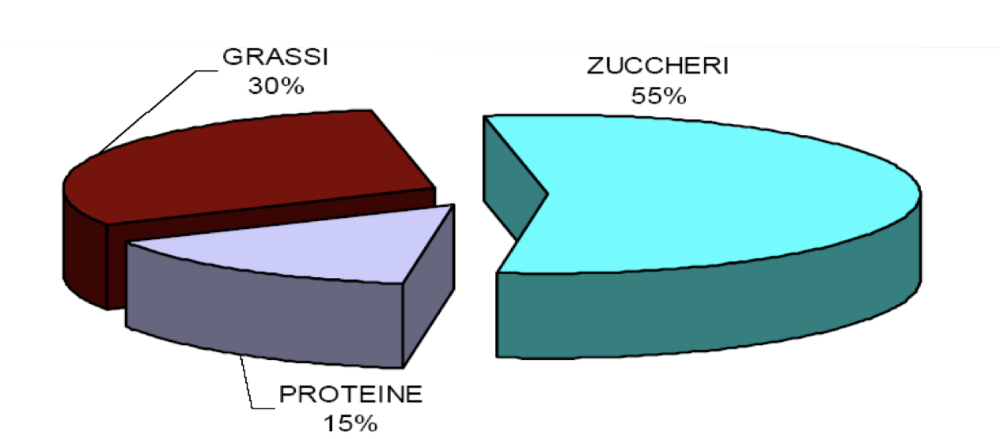 GRASSI
30%
ZUCCHERI
55%
PROTEINE
15%